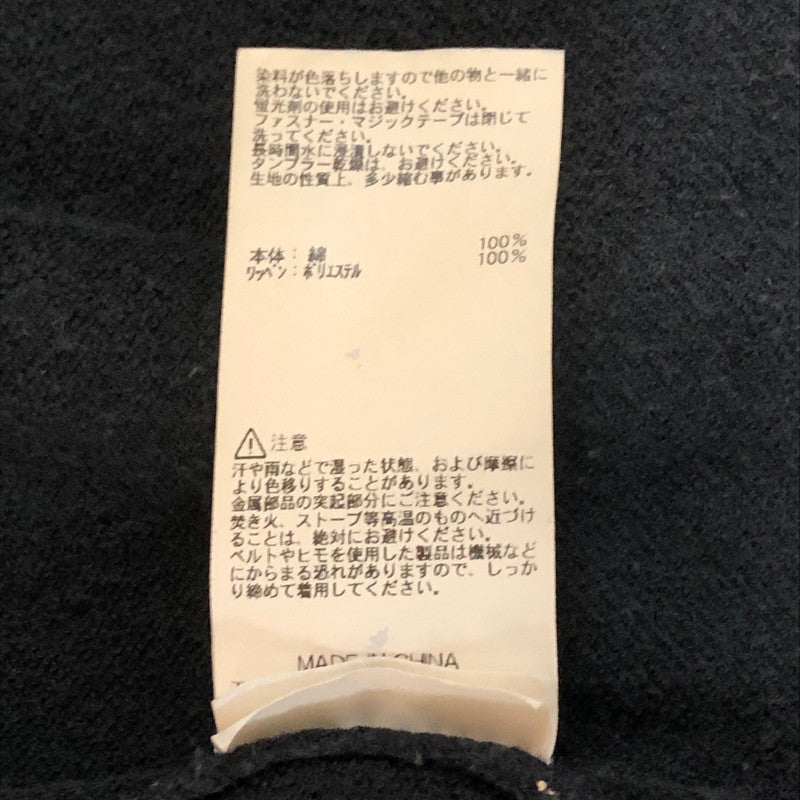 染料が色落ちしますので他の物と一緒に
洗わないでください。
蛍光剤の使用はお避けください。
ファスナー・マジックテープは閉じて
洗ってください。
長時間水に浸漬しないでください。
タンブラー乾燥は、お避けください。
生地の性質上、多少縮む事があります。
本体：綿 100%
ワッペン：ポリエステル 100%
注意
汗や雨などで湿った状態、および摩擦に
より色移りすることがあります。
金属部品の突起部分にご注意ください。
焚き火、ストーブ等高温のものへ近づけ
ることは、絶対にお避けください。
ベルトやヒモを使用した製品は機械など
にからまる恐れがありますので、しっか
り締めて着用してください。
MADE IN CHINA